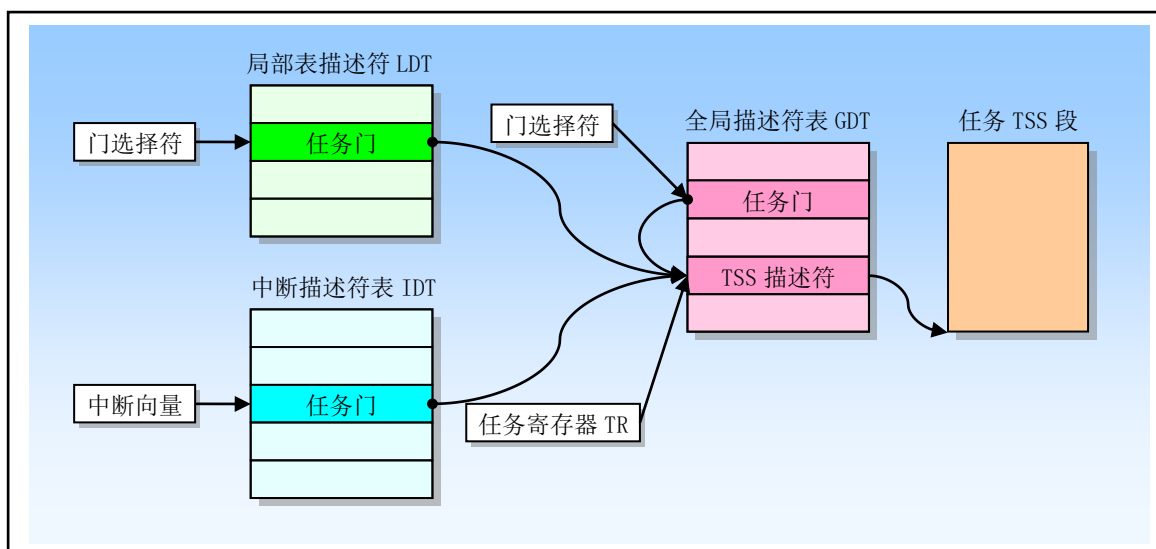 局部表描述符 LDT
门选择符
任务门
门选择符
全局描述符表 GDT
任务 TSS 段
任务门
TSS 描述符
中断描述符表 IDT
中断向量
任务门
任务寄存器 TR